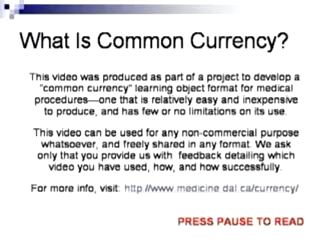 What Is Common Currency?
This video was produced as part of a project to develop a
"common currency" learning object format for medical
procedures—one that is relatively easy and inexpensive
to produce, and has few or no limitations on its use.
This video can be used for any non-commercial purpose
whatsoever, and freely shared in any format. We ask
only that you provide us with feedback detailing which
video you have used, how, and how successfully.
For more info, visit: http://www.medicine.dal.ca/currency/
PRESS PAUSE TO READ